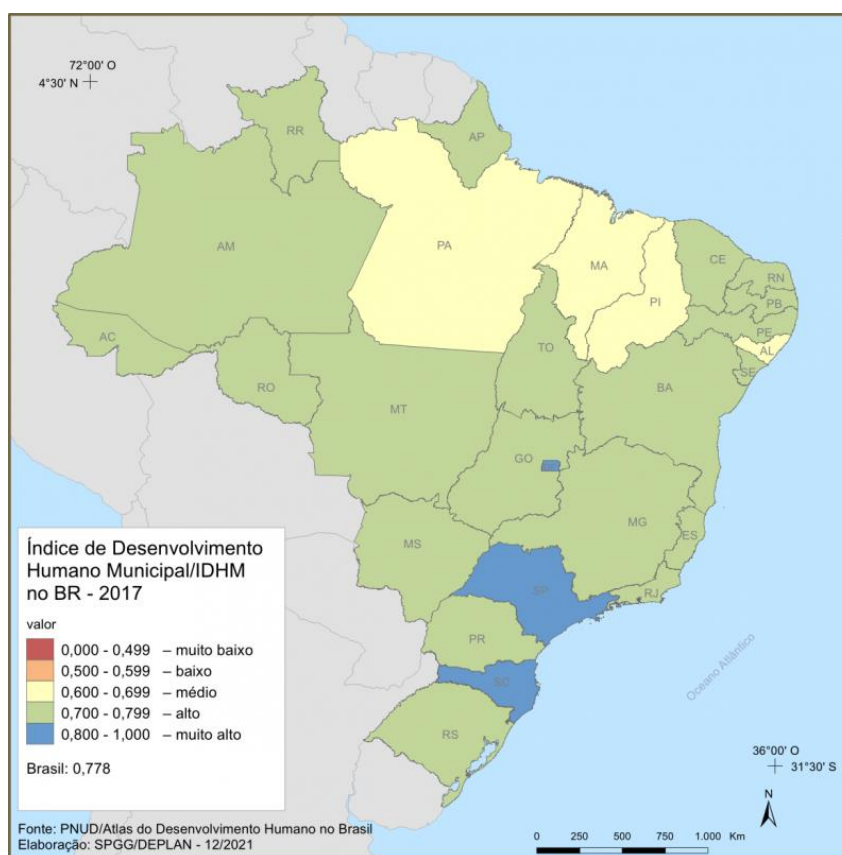 72°00' O
4°30' N
RR
AP
AM
PA
MA
CE
RN
PI
PB
PE
AL
AC
TO
SE
RO
BA
MT
GO
MG
ES
MS
SP
RJ
PR
SC
RS
Oceano Atlântico
Índice de Desenvolvimento
Humano Municipal/IDHM
no BR - 2017
valor
0,000 - 0,499 – muito baixo
0,500 - 0,599 – baixo
0,600 - 0,699 – médio
0,700 - 0,799 – alto
0,800 - 1,000 – muito alto
Brasil: 0,778
36°00' O
31°30' S
N
Fonte: PNUD/Atlas do Desenvolvimento Humano no Brasil
Elaboração: SPGG/DEPLAN - 12/2021
0 250 500 750 1.000 Km